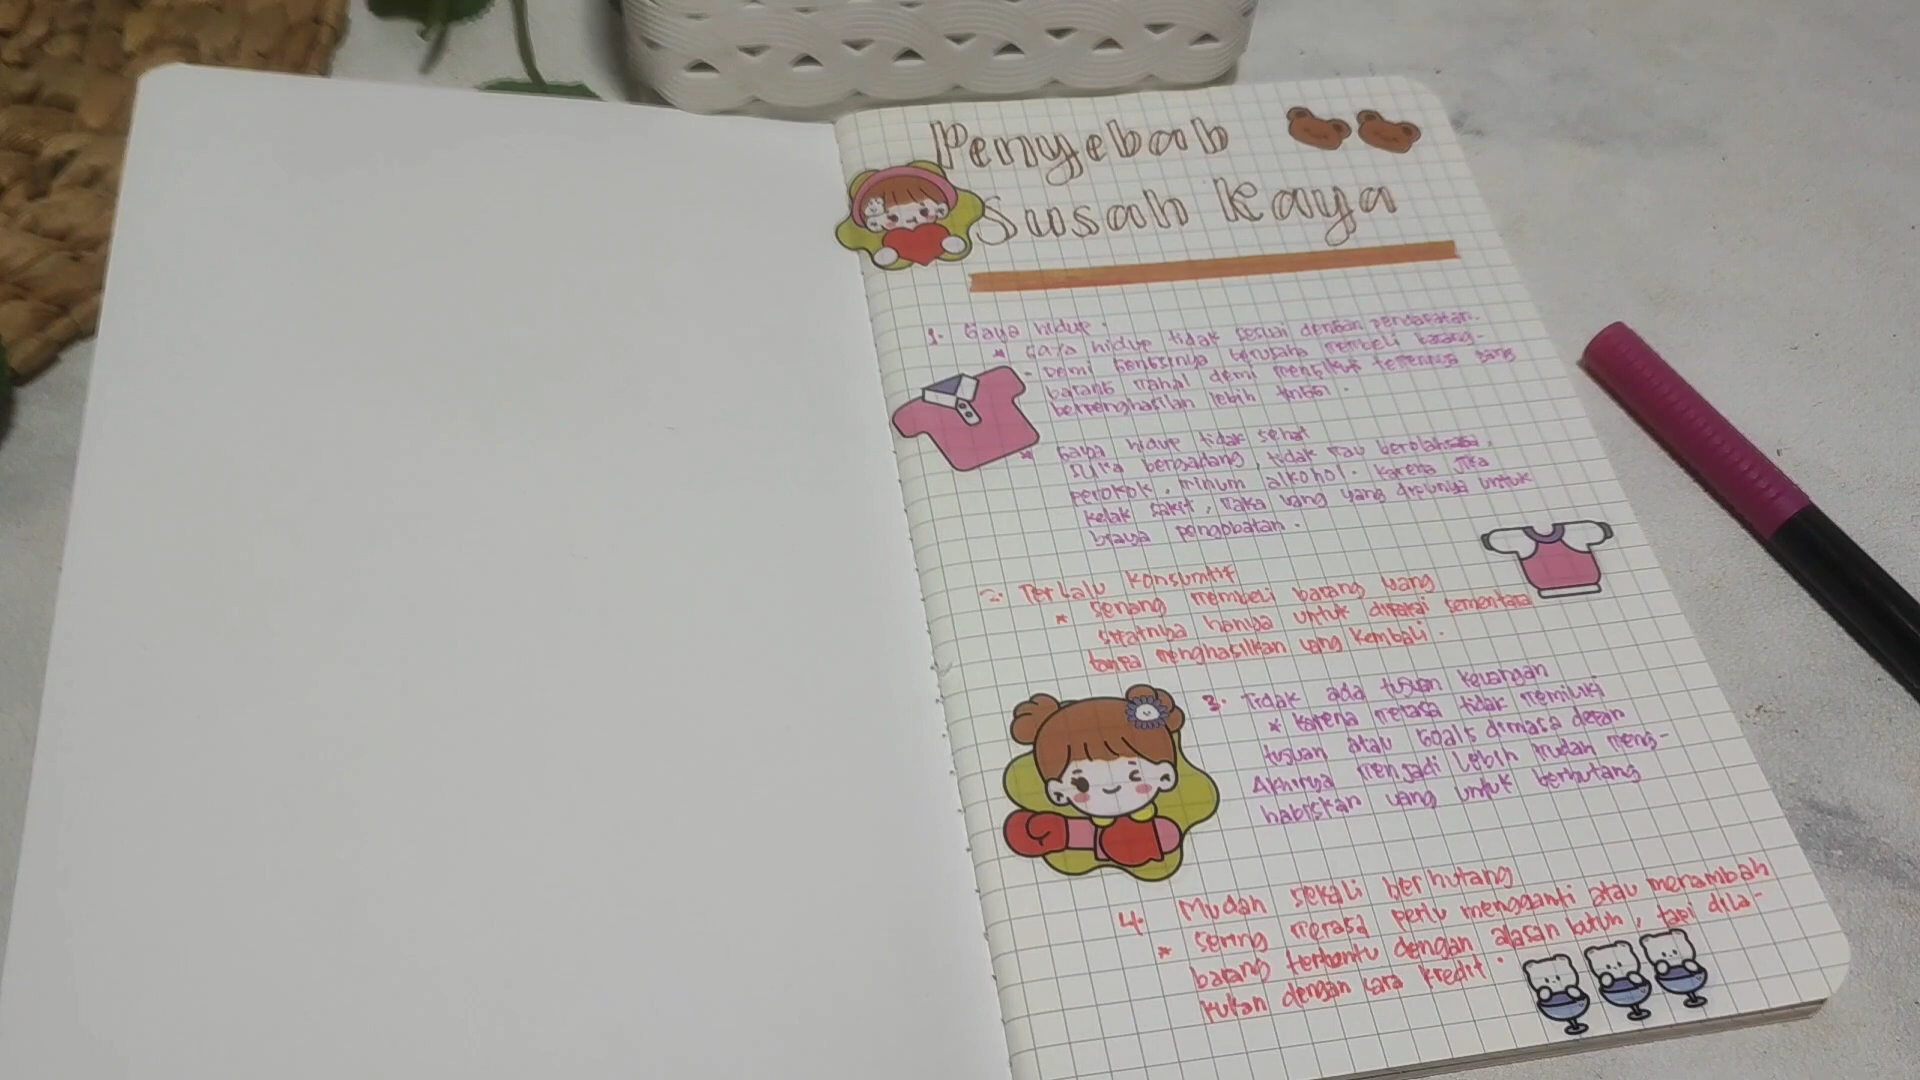 Penyebab
Susah Kaya
1. Gaya hidup.
* Gaya hidup tidak sesuai dengan pendapatan.
- Demi gengsinya berusaha membeli barang-
barang mahal demi mengikuti temennya yang
berpenghasilan lebih tinggi.
* Gaya hidup tidak sehat
suka bergadang, tidak mau berolahraga,
perokok, minum alkohol. Karena jika
kelak sakit, maka uang yang dipunya untuk
biaya pengobatan.
2. Terlalu konsumtif
* senang membeli barang yang
sifatnya hanya untuk dipakai sementara
tanpa menghasilkan uang kembali.
3. Tidak ada tujuan keuangan
* karena merasa tidak memiliki
tujuan atau goals dimasa depan
Akhirnya menjadi lebih mudah meng-
habiskan uang untuk berhutang
4. Mudah sekali berhutang
* sering merasa perlu mengganti atau menambah
barang tertentu dengan alasan butuh, tapi dila-
kukan dengan cara kredit.